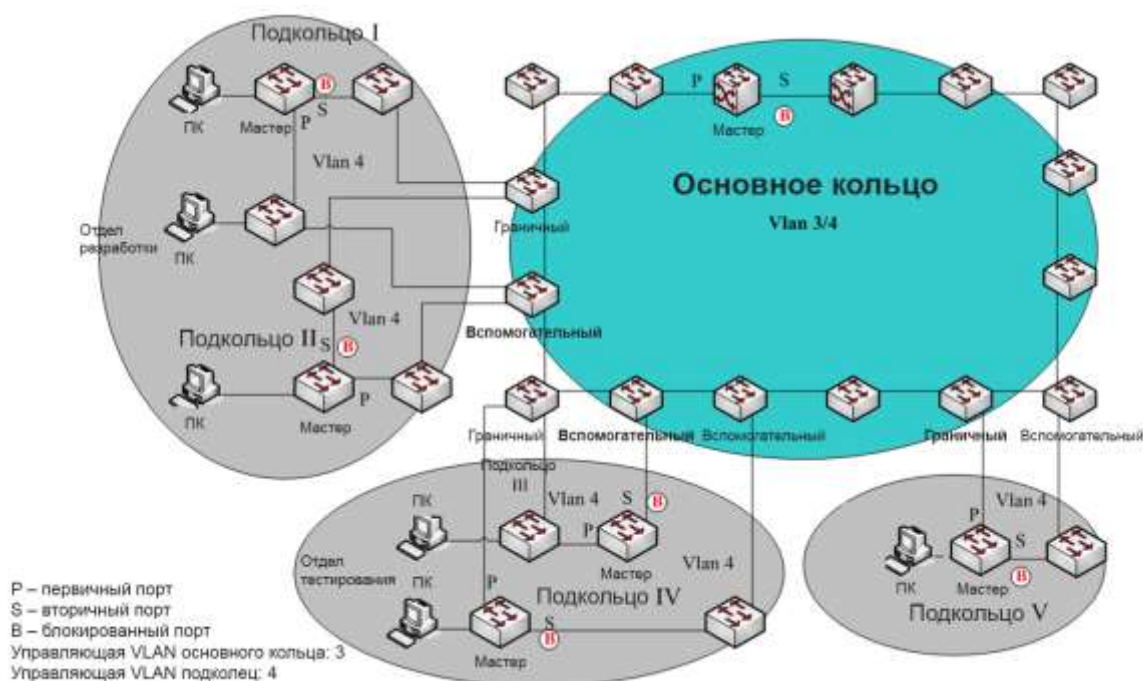 Подкольцо I
B
S
ПК
Мастер
P
Vlan 4
Отдел
разработки
ПК
Подкольцо II
Vlan 4
S
B
ПК
P
Мастер
P
S
Мастер
B
Основное кольцо
Vlan 3/4
Граничный
Вспомогательный
Граничный
Вспомогательный
Вспомогательный
Граничный
Вспомогательный
Подкольцо
III
ПК
Vlan 4
S
B
P
Мастер
Отдел
тестирования
ПК
P
Vlan 4
Подкольцо IV
S
B
Мастер
Vlan 4
P
S
ПК
Мастер
B
Подкольцо V
P – первичный порт
S – вторичный порт
B – блокированный порт
Управляющая VLAN основного кольца: 3
Управляющая VLAN подколец: 4